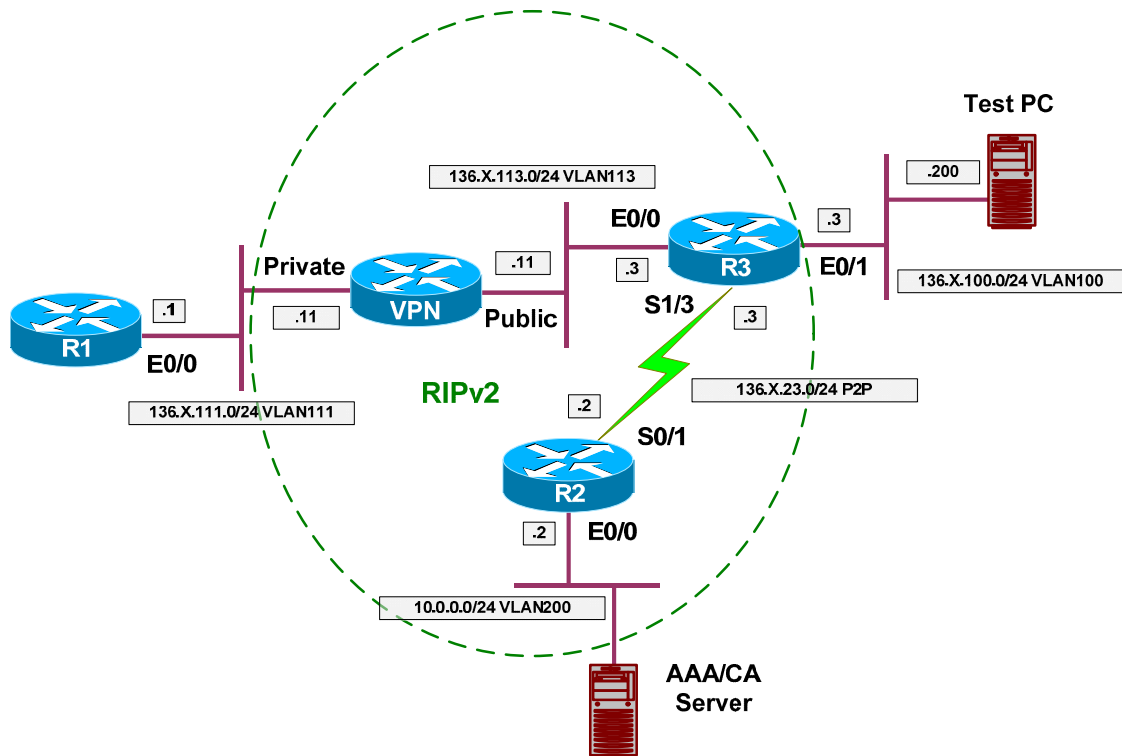 Test PC
136.X.113.0/24 VLAN113
.200
E0/0
.3
Private
.11
.3
R3
E0/1
.1
.11
VPN
Public
S1/3
.3
136.X.100.0/24 VLAN100
R1
E0/0
136.X.111.0/24 VLAN111
RIPv2
136.X.23.0/24 P2P
.2
S0/1
R2
.2
E0/0
10.0.0.0/24 VLAN200
AAA/CA
Server